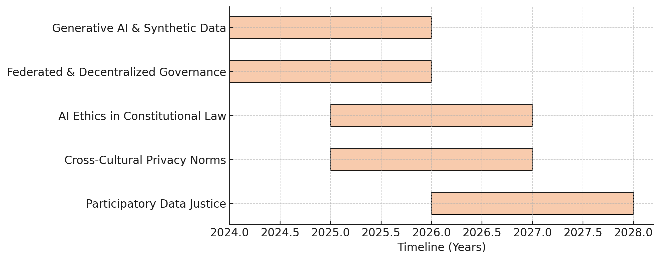 Generative AI & Synthetic Data
Federated & Decentralized Governance
AI Ethics in Constitutional Law
Cross-Cultural Privacy Norms
Participatory Data Justice
2024.0 2024.5 2025.0 2025.5 2026.0 2026.5 2027.0 2027.5 2028.0
Timeline (Years)